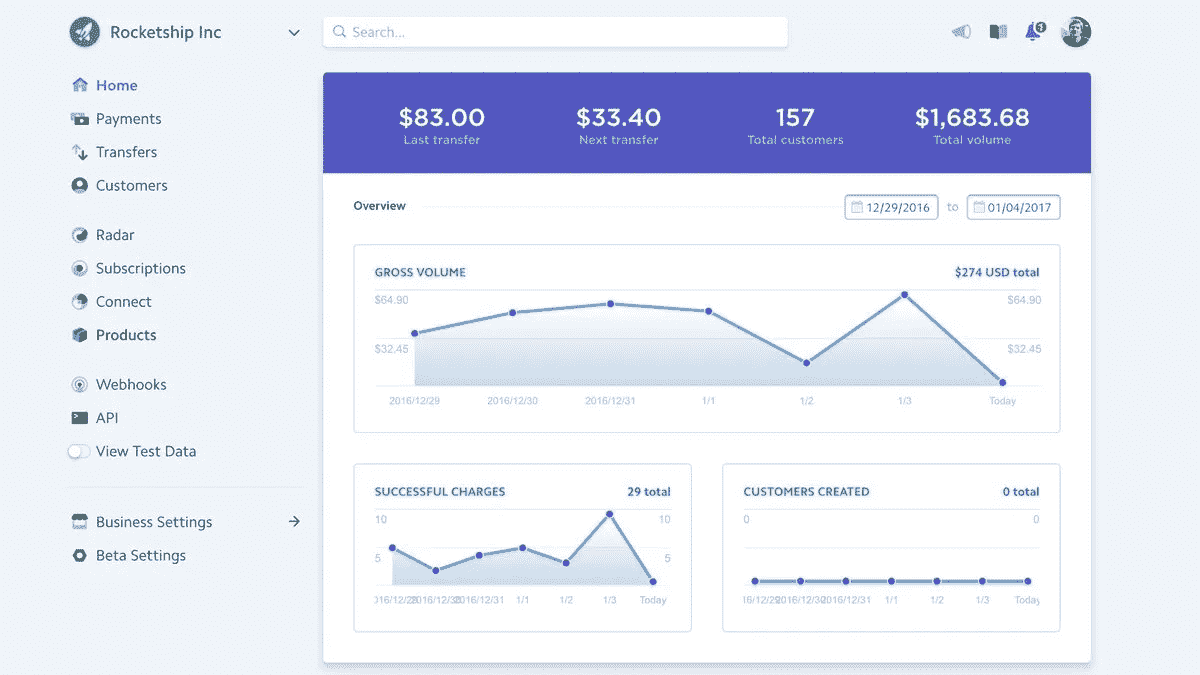 Rocketship Inc
Search...
1
Home
Payments
Transfers
Customers
Radar
Subscriptions
Connect
Products
Webhooks
API
View Test Data
Business Settings
Beta Settings
$83.00
Last transfer
$33.40
Next transfer
157
Total customers
$1,683.68
Total volume
Overview
12/29/2016 to 01/04/2017
GROSS VOLUME $274 USD total
$64.90 $64.90
$32.45 $32.45
2016/12/29 2016/12/30 2016/12/31 1/1 1/2 1/3 Today
SUCCESSFUL CHARGES 29 total
10 10
5 5
016/12/29 2016/12/30 2016/12/31 1/1 1/2 1/3 Today
CUSTOMERS CREATED 0 total
0 0
16/12/29 2016/12/30 2016/12/31 1/1 1/2 1/3 Today